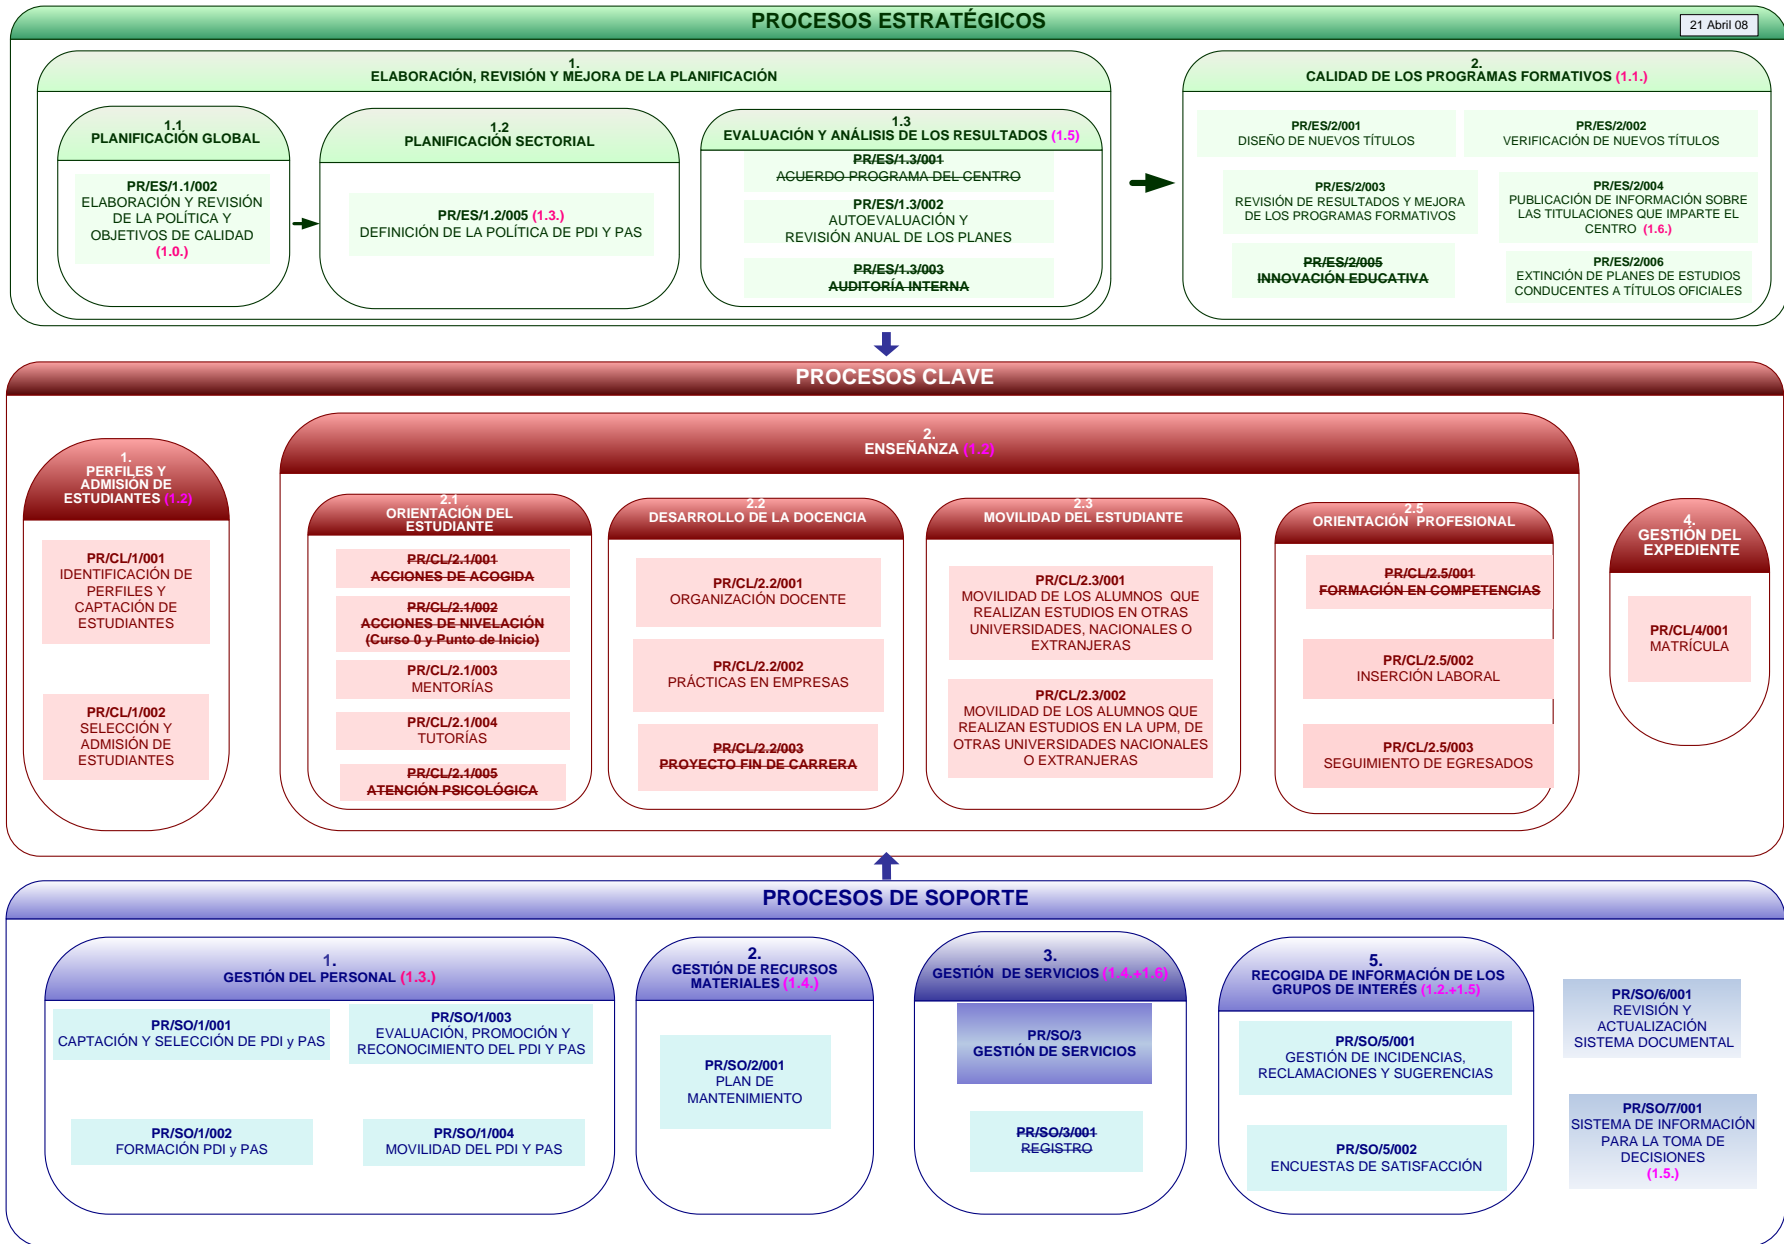 PROCESOS ESTRATÉGICOS
21 Abril 08
1.
ELABORACIÓN, REVISIÓN Y MEJORA DE LA PLANIFICACIÓN
1.1
PLANIFICACIÓN GLOBAL
PR/ES/1.1/002
ELABORACIÓN Y REVISIÓN
DE LA POLÍTICA Y
OBJETIVOS DE CALIDAD
(1.0.)
1.2
PLANIFICACIÓN SECTORIAL
PR/ES/1.2/005 (1.3.)
DEFINICIÓN DE LA POLÍTICA DE PDI Y PAS
1.3
EVALUACIÓN Y ANÁLISIS DE LOS RESULTADOS (1.5)
PR/ES/1.3/001
ACUERDO PROGRAMA DEL CENTRO
PR/ES/1.3/002
AUTOEVALUACIÓN Y
REVISIÓN ANUAL DE LOS PLANES
PR/ES/1.3/003
AUDITORÍA INTERNA
2.
CALIDAD DE LOS PROGRAMAS FORMATIVOS (1.1.)
PR/ES/2/001
DISEÑO DE NUEVOS TÍTULOS
PR/ES/2/002
VERIFICACIÓN DE NUEVOS TÍTULOS
PR/ES/2/003
REVISIÓN DE RESULTADOS Y MEJORA
DE LOS PROGRAMAS FORMATIVOS
PR/ES/2/004
PUBLICACIÓN DE INFORMACIÓN SOBRE
LAS TITULACIONES QUE IMPARTE EL
CENTRO (1.6.)
PR/ES/2/005
INNOVACIÓN EDUCATIVA
PR/ES/2/006
EXTINCIÓN DE PLANES DE ESTUDIOS
CONDUCENTES A TÍTULOS OFICIALES
PROCESOS CLAVE
1.
PERFILES Y
ADMISIÓN DE
ESTUDIANTES (1.2)
PR/CL/1/001
IDENTIFICACIÓN DE
PERFILES Y
CAPTACIÓN DE
ESTUDIANTES
PR/CL/1/002
SELECCIÓN Y
ADMISIÓN DE
ESTUDIANTES
2.
ENSEÑANZA (1.2)
2.1
ORIENTACIÓN DEL
ESTUDIANTE
PR/CL/2.1/001
ACCIONES DE ACOGIDA
PR/CL/2.1/002
ACCIONES DE NIVELACIÓN
(Curso 0 y Punto de Inicio)
PR/CL/2.1/003
MENTORÍAS
PR/CL/2.1/004
TUTORÍAS
PR/CL/2.1/005
ATENCIÓN PSICOLÓGICA
2.2
DESARROLLO DE LA DOCENCIA
PR/CL/2.2/001
ORGANIZACIÓN DOCENTE
PR/CL/2.2/002
PRÁCTICAS EN EMPRESAS
PR/CL/2.2/003
PROYECTO FIN DE CARRERA
2.3
MOVILIDAD DEL ESTUDIANTE
PR/CL/2.3/001
MOVILIDAD DE LOS ALUMNOS QUE
REALIZAN ESTUDIOS EN OTRAS
UNIVERSIDADES, NACIONALES O
EXTRANJERAS
PR/CL/2.3/002
MOVILIDAD DE LOS ALUMNOS QUE
REALIZAN ESTUDIOS EN LA UPM, DE
OTRAS UNIVERSIDADES NACIONALES
O EXTRANJERAS
2.5
ORIENTACIÓN PROFESIONAL
PR/CL/2.5/001
FORMACIÓN EN COMPETENCIAS
PR/CL/2.5/002
INSERCIÓN LABORAL
PR/CL/2.5/003
SEGUIMIENTO DE EGRESADOS
4.
GESTIÓN DEL
EXPEDIENTE
PR/CL/4/001
MATRÍCULA
PROCESOS DE SOPORTE
1.
GESTIÓN DEL PERSONAL (1.3.)
PR/SO/1/001
CAPTACIÓN Y SELECCIÓN DE PDI y PAS
PR/SO/1/003
EVALUACIÓN, PROMOCIÓN Y
RECONOCIMIENTO DEL PDI Y PAS
PR/SO/1/002
FORMACIÓN PDI y PAS
PR/SO/1/004
MOVILIDAD DEL PDI Y PAS
2.
GESTIÓN DE RECURSOS
MATERIALES (1.4.)
PR/SO/2/001
PLAN DE
MANTENIMIENTO
3.
GESTIÓN DE SERVICIOS (1.4.+1.6)
PR/SO/3
GESTIÓN DE SERVICIOS
PR/SO/3/001
REGISTRO
5.
RECOGIDA DE INFORMACIÓN DE LOS
GRUPOS DE INTERÉS (1.2.+1.5)
PR/SO/5/001
GESTIÓN DE INCIDENCIAS,
RECLAMACIONES Y SUGERENCIAS
PR/SO/5/002
ENCUESTAS DE SATISFACCIÓN
PR/SO/6/001
REVISIÓN Y
ACTUALIZACIÓN
SISTEMA DOCUMENTAL
PR/SO/7/001
SISTEMA DE INFORMACIÓN
PARA LA TOMA DE
DECISIONES
(1.5.)